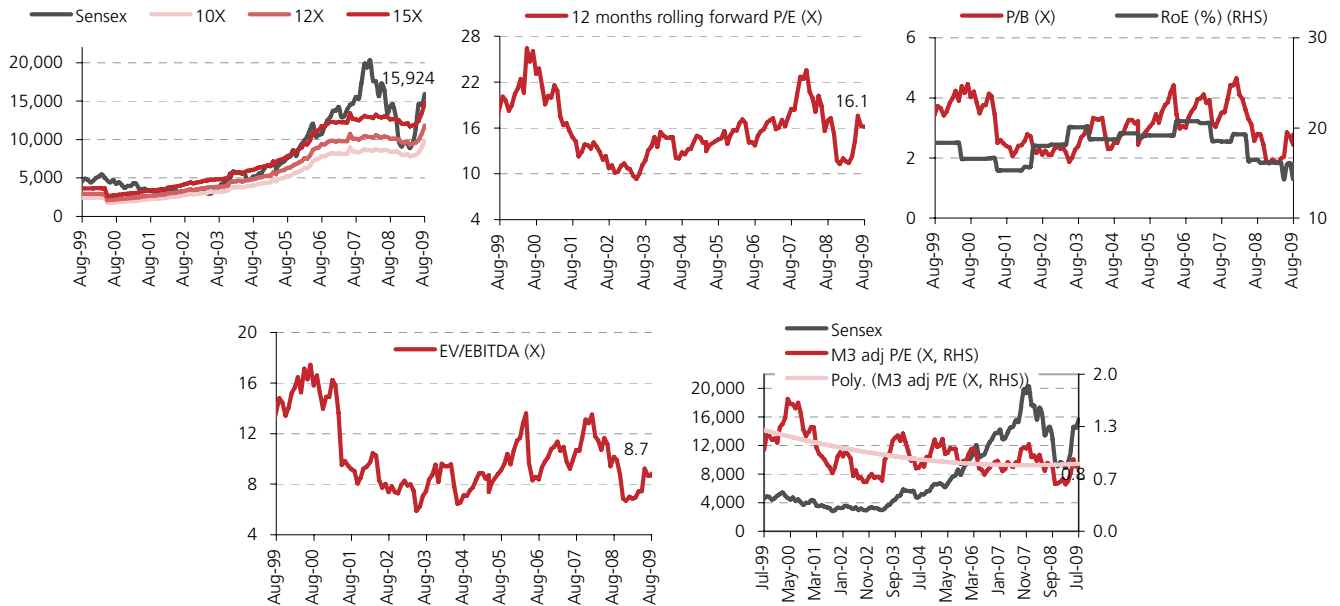 Sensex 10X 12X 15X
20,000
15,000
10,000
5,000
0
15,924
Aug-99 Aug-00 Aug-01 Aug-02 Aug-03 Aug-04 Aug-05 Aug-06 Aug-07 Aug-08 Aug-09
12 months rolling forward P/E (X)
28
22
16
10
4
16.1
Aug-99 Aug-00 Aug-01 Aug-02 Aug-03 Aug-04 Aug-05 Aug-06 Aug-07 Aug-08 Aug-09
P/B (X) RoE (%) (RHS)
6 30
4
20
2
0 10
Aug-99 Aug-00 Aug-01 Aug-02 Aug-03 Aug-04 Aug-05 Aug-06 Aug-07 Aug-08 Aug-09
EV/EBITDA (X)
20
16
12
8
4
8.7
Aug-99 Aug-00 Aug-01 Aug-02 Aug-03 Aug-04 Aug-05 Aug-06 Aug-07 Aug-08 Aug-09
Sensex
M3 adj P/E (X, RHS)
Poly. (M3 adj P/E (X, RHS))
20,000 2.0
16,000
12,000 1.3
8,000 0.7
4,000
0 0.0
0.8
Jul-99 May-00 Mar-01 Jan-02 Nov-02 Sep-03 Jul-04 May-05 Mar-06 Jan-07 Nov-07 Sep-08 Jul-09